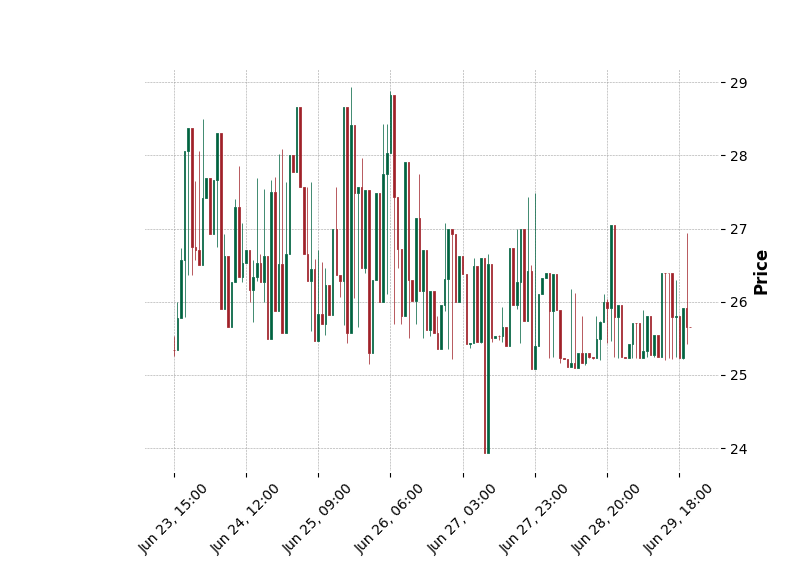 29
28
27
26
25
24
Price
Jun 23, 15:00
Jun 24, 12:00
Jun 25, 09:00
Jun 26, 06:00
Jun 27, 03:00
Jun 27, 23:00
Jun 28, 20:00
Jun 29, 18:00